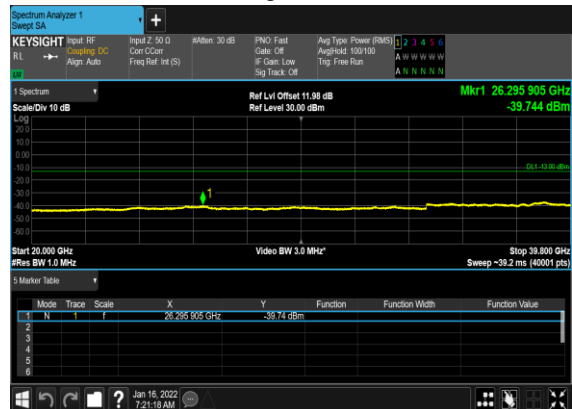 Spectrum Analyzer 1
Swept SA
+
KEYSIGHT Input: RF Input Z: 50 Ω #Atten: 30 dB PNO: Fast Avg Type: Power (RMS) 1 2 3 4 5 6
RL Coupling: DC Corr CCorr Gate: Off Avg|Hold: 100/100 A W W W W W
Align: Auto Freq Ref: Int (S) IF Gain: Low Trig: Free Run
Sig Track: Off A N N N N N
LW
1 Spectrum Ref Lvl Offset 11.98 dB Mkr1 26.295 905 GHz
Scale/Div 10 dB Ref Level 30.00 dBm -39.744 dBm
Log
20.0
10.0
0.00
-10.0 DL1 -13.00 dBm
-20.0
-30.0 1
-40.0
-50.0
-60.0
Start 20.000 GHz Video BW 3.0 MHz* Stop 39.800 GHz
#Res BW 1.0 MHz Sweep ~39.2 ms (40001 pts)
5 Marker Table
Mode Trace Scale X Y Function Function Width Function Value
1 N 1 f 26.295 905 GHz -39.74 dBm
2
3
4
5
6
? Jan 16, 2022
7:21:18 AM